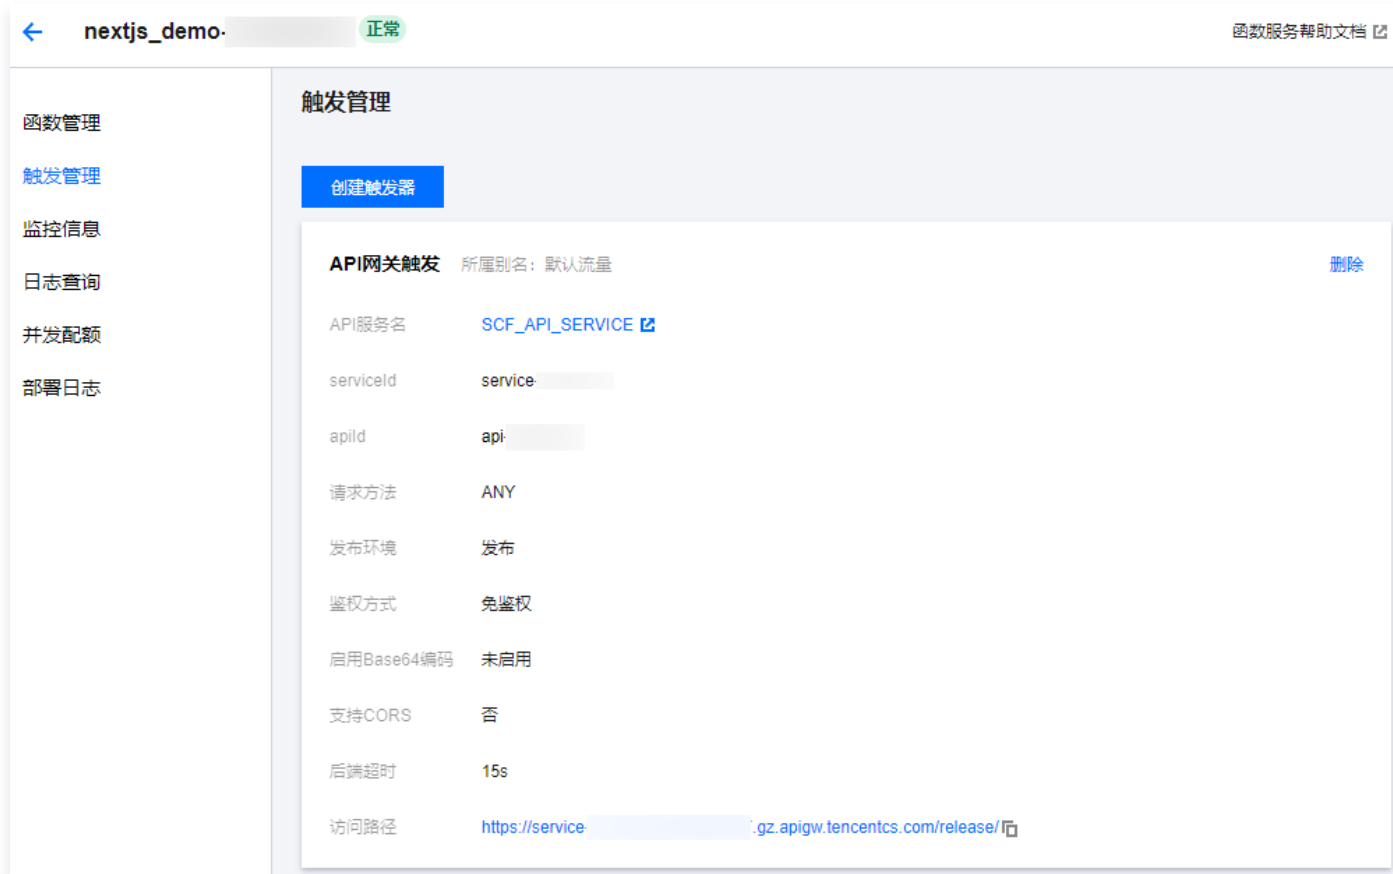 nextjs_demo- 正常 函数服务帮助文档
函数管理
触发管理
监控信息
日志查询
并发配额
部署日志
触发管理
创建触发器
API网关触发 所属别名：默认流量 删除
API服务名 SCF_API_SERVICE
serviceId service-
apiId api-
请求方法 ANY
发布环境 发布
鉴权方式 免鉴权
启用Base64编码 未启用
支持CORS 否
后端超时 15s
访问路径 https://service- .gz.apigw.tencentcs.com/release/